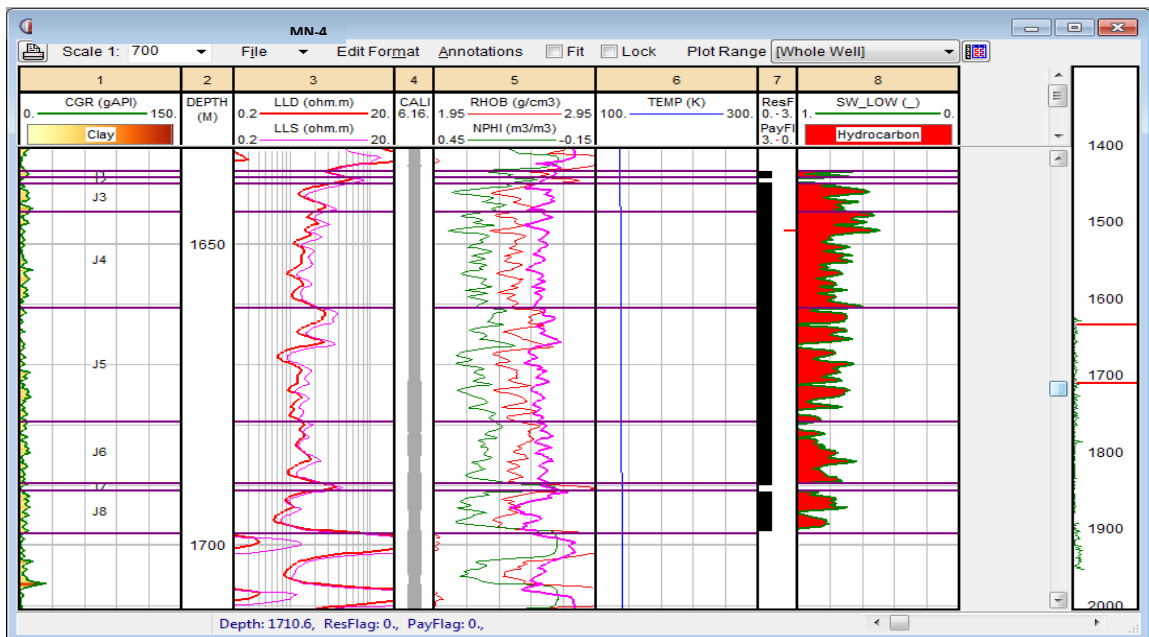 MN-4
Scale 1: 700 File Edit Format Annotations Fit Lock Plot Range [Whole Well]
1 2 3 4 5 6 7 8
CGR (gAPI) DEPTH LLD (ohm.m) CALI RHOB (g/cm3) TEMP (K) ResF SW_LOW (_)
0. 150. (M) 0.2 20. 6.16. 1.95 2.95 100. 300. 0.-3. 1. 0.
Clay LLS (ohm.m) NPHI (m3/m3) PayFl Hydrocarbon
0.2 20. 0.45 -0.15 3.-0.
1400
J3
1500
1650
J4
1600
J5
1700
J6
1800
J7
J8
1900
1700
2000
Depth: 1710.6, ResFlag: 0., PayFlag: 0.,